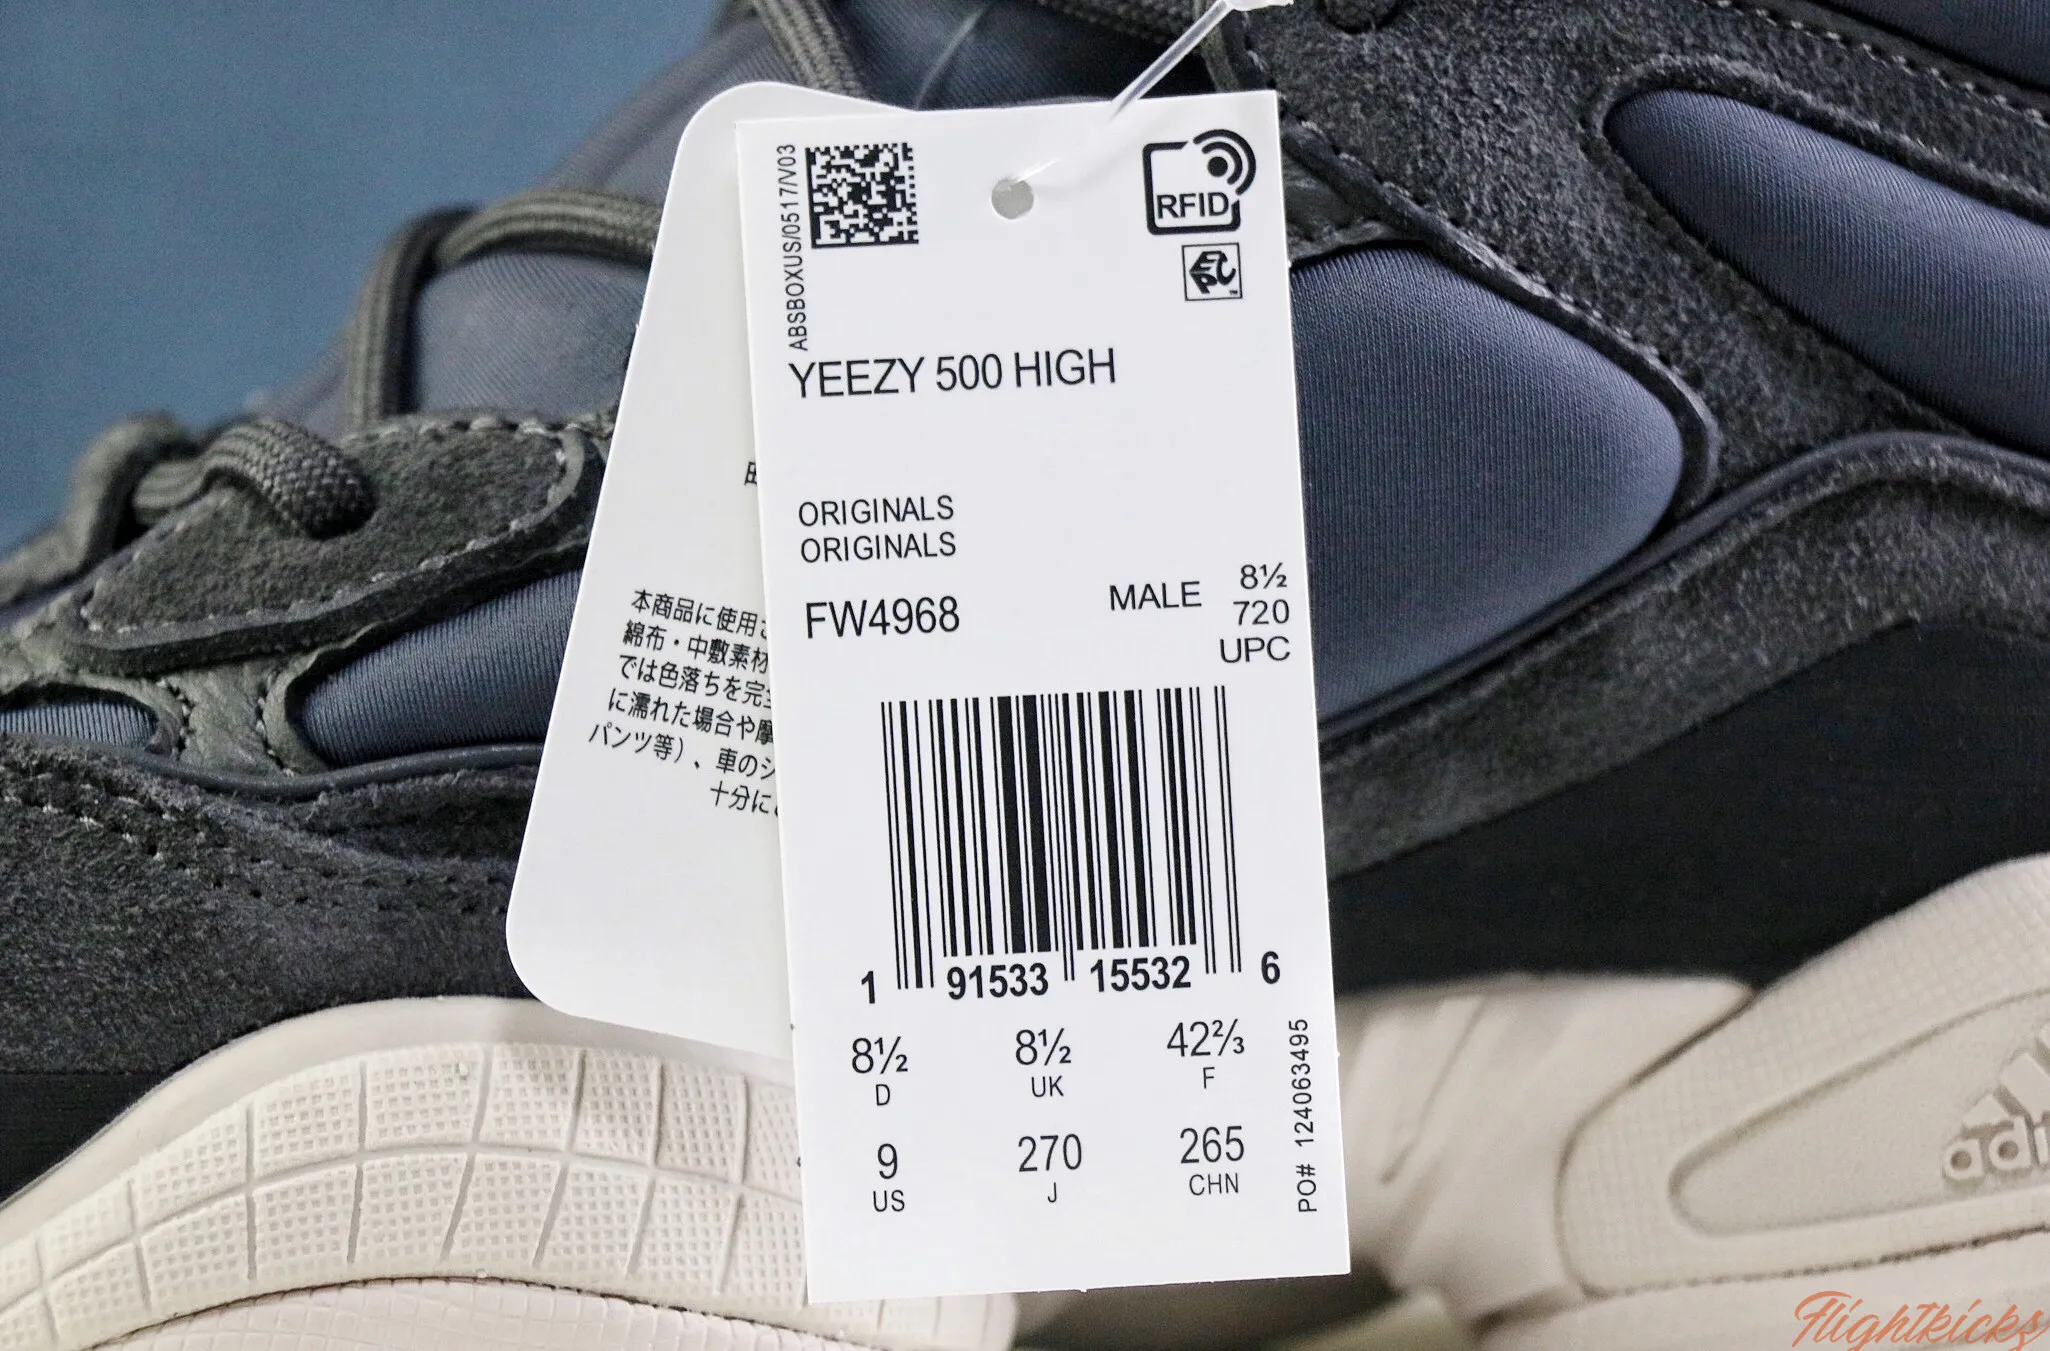 ABSBOXUS/0517/V03
RFID
EPC
YEEZY 500 HIGH
ORIGINALS
ORIGINALS
FW4968
MALE
8½
720
UPC
1 91533 15532 6
8½ 8½ 42⅔
D UK F
9 270 265
US J CHN
PO# 124063495
本商品に使用
綿布・中敷素材
では色落ちを完
に濡れた場合や摩
パンツ等)、車のシ
十分に
adi
Flightkicks